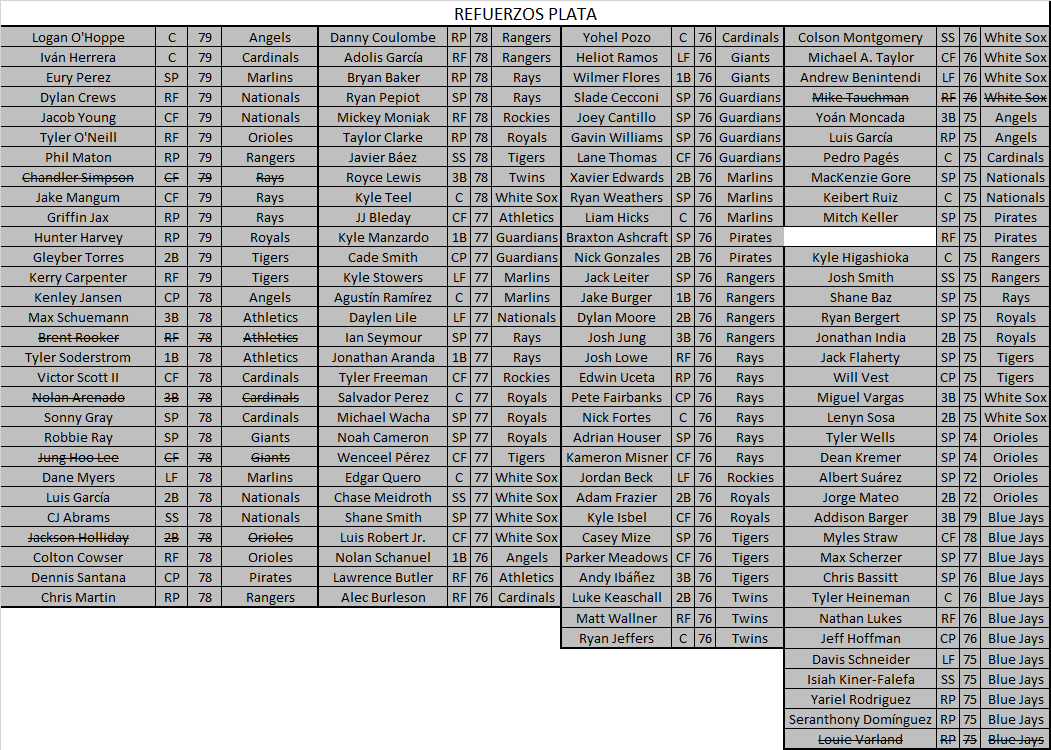 REFUERZOS PLATA
Logan O'Hoppe C 79 Angels Danny Coulombe RP 78 Rangers Yohel Pozo C 76 Cardinals Colson Montgomery SS 76 White Sox
Iván Herrera C 79 Cardinals Adolis García RF 78 Rangers Heliot Ramos LF 76 Giants Michael A. Taylor CF 76 White Sox
Eury Perez SP 79 Marlins Bryan Baker RP 78 Rays Wilmer Flores 1B 76 Giants Andrew Benintendi LF 76 White Sox
Dylan Crews RF 79 Nationals Ryan Pepiot SP 78 Rays Slade Cecconi SP 76 Guardians Mike Tauchman RF 76 White Sox
Jacob Young CF 79 Nationals Mickey Moniak RF 78 Rockies Joey Cantillo SP 76 Guardians Yoán Moncada 3B 75 Angels
Tyler O'Neill RF 79 Orioles Taylor Clarke RP 78 Royals Gavin Williams SP 76 Guardians Luis García RP 75 Angels
Phil Maton RP 79 Rangers Javier Báez SS 78 Tigers Lane Thomas CF 76 Guardians Pedro Pagés C 75 Cardinals
Chandler Simpson CF 79 Rays Royce Lewis 3B 78 Twins Xavier Edwards 2B 76 Marlins MacKenzie Gore SP 75 Nationals
Jake Mangum CF 79 Rays Kyle Teel C 78 White Sox Ryan Weathers SP 76 Marlins Keibert Ruiz C 75 Nationals
Griffin Jax RP 79 Rays JJ Bleday CF 77 Athletics Liam Hicks C 76 Marlins Mitch Keller SP 75 Pirates
Hunter Harvey RP 79 Royals Kyle Manzardo 1B 77 Guardians Braxton Ashcraft SP 76 Pirates RF 75 Pirates
Gleyber Torres 2B 79 Tigers Cade Smith CP 77 Guardians Nick Gonzales 2B 76 Pirates Kyle Higashioka C 75 Rangers
Kerry Carpenter RF 79 Tigers Kyle Stowers LF 77 Marlins Jack Leiter SP 76 Rangers Josh Smith SS 75 Rangers
Kenley Jansen CP 78 Angels Agustín Ramírez C 77 Marlins Jake Burger 1B 76 Rangers Shane Baz SP 75 Rays
Max Schuemann 3B 78 Athletics Daylen Lile LF 77 Nationals Dylan Moore 2B 76 Rangers Ryan Bergert SP 75 Royals
Brent Rooker RF 78 Athletics Ian Seymour SP 77 Rays Josh Jung 3B 76 Rangers Jonathan India 2B 75 Royals
Tyler Soderstrom 1B 78 Athletics Jonathan Aranda 1B 77 Rays Josh Lowe RF 76 Rays Jack Flaherty SP 75 Tigers
Victor Scott II CF 78 Cardinals Tyler Freeman CF 77 Rockies Edwin Uceta RP 76 Rays Will Vest CP 75 Tigers
Nolan Arenado 3B 78 Cardinals Salvador Perez C 77 Royals Pete Fairbanks CP 76 Rays Miguel Vargas 3B 75 White Sox
Sonny Gray SP 78 Cardinals Michael Wacha SP 77 Royals Nick Fortes C 76 Rays Lenyn Sosa 2B 75 White Sox
Robbie Ray SP 78 Giants Noah Cameron SP 77 Royals Adrian Houser SP 76 Rays Tyler Wells SP 74 Orioles
Jung Hoo Lee CF 78 Giants Wenceel Pérez CF 77 Tigers Kameron Misner CF 76 Rays Dean Kremer SP 74 Orioles
Dane Myers LF 78 Marlins Edgar Quero C 77 White Sox Jordan Beck LF 76 Rockies Albert Suárez SP 72 Orioles
Luis García 2B 78 Nationals Chase Meidroth SS 77 White Sox Adam Frazier 2B 76 Royals Jorge Mateo 2B 72 Orioles
CJ Abrams SS 78 Nationals Shane Smith SP 77 White Sox Kyle Isbel CF 76 Royals Addison Barger 3B 79 Blue Jays
Jackson Holliday 2B 78 Orioles Luis Robert Jr. CF 77 White Sox Casey Mize SP 76 Tigers Myles Straw CF 78 Blue Jays
Colton Cowser RF 78 Orioles Nolan Schanuel 1B 76 Angels Parker Meadows CF 76 Tigers Max Scherzer SP 77 Blue Jays
Dennis Santana CP 78 Pirates Lawrence Butler RF 76 Athletics Andy Ibáñez 3B 76 Tigers Chris Bassitt SP 76 Blue Jays
Chris Martin RP 78 Rangers Alec Burleson RF 76 Cardinals Luke Keaschall 2B 76 Twins Tyler Heineman C 76 Blue Jays
Matt Wallner RF 76 Twins Nathan Lukes RF 76 Blue Jays
Ryan Jeffers C 76 Twins Jeff Hoffman CP 76 Blue Jays
Davis Schneider LF 75 Blue Jays
Isiah Kiner-Falefa SS 75 Blue Jays
Yariel Rodriguez RP 75 Blue Jays
Seranthony Domínguez RP 75 Blue Jays
Louie Varland RP 75 Blue Jays